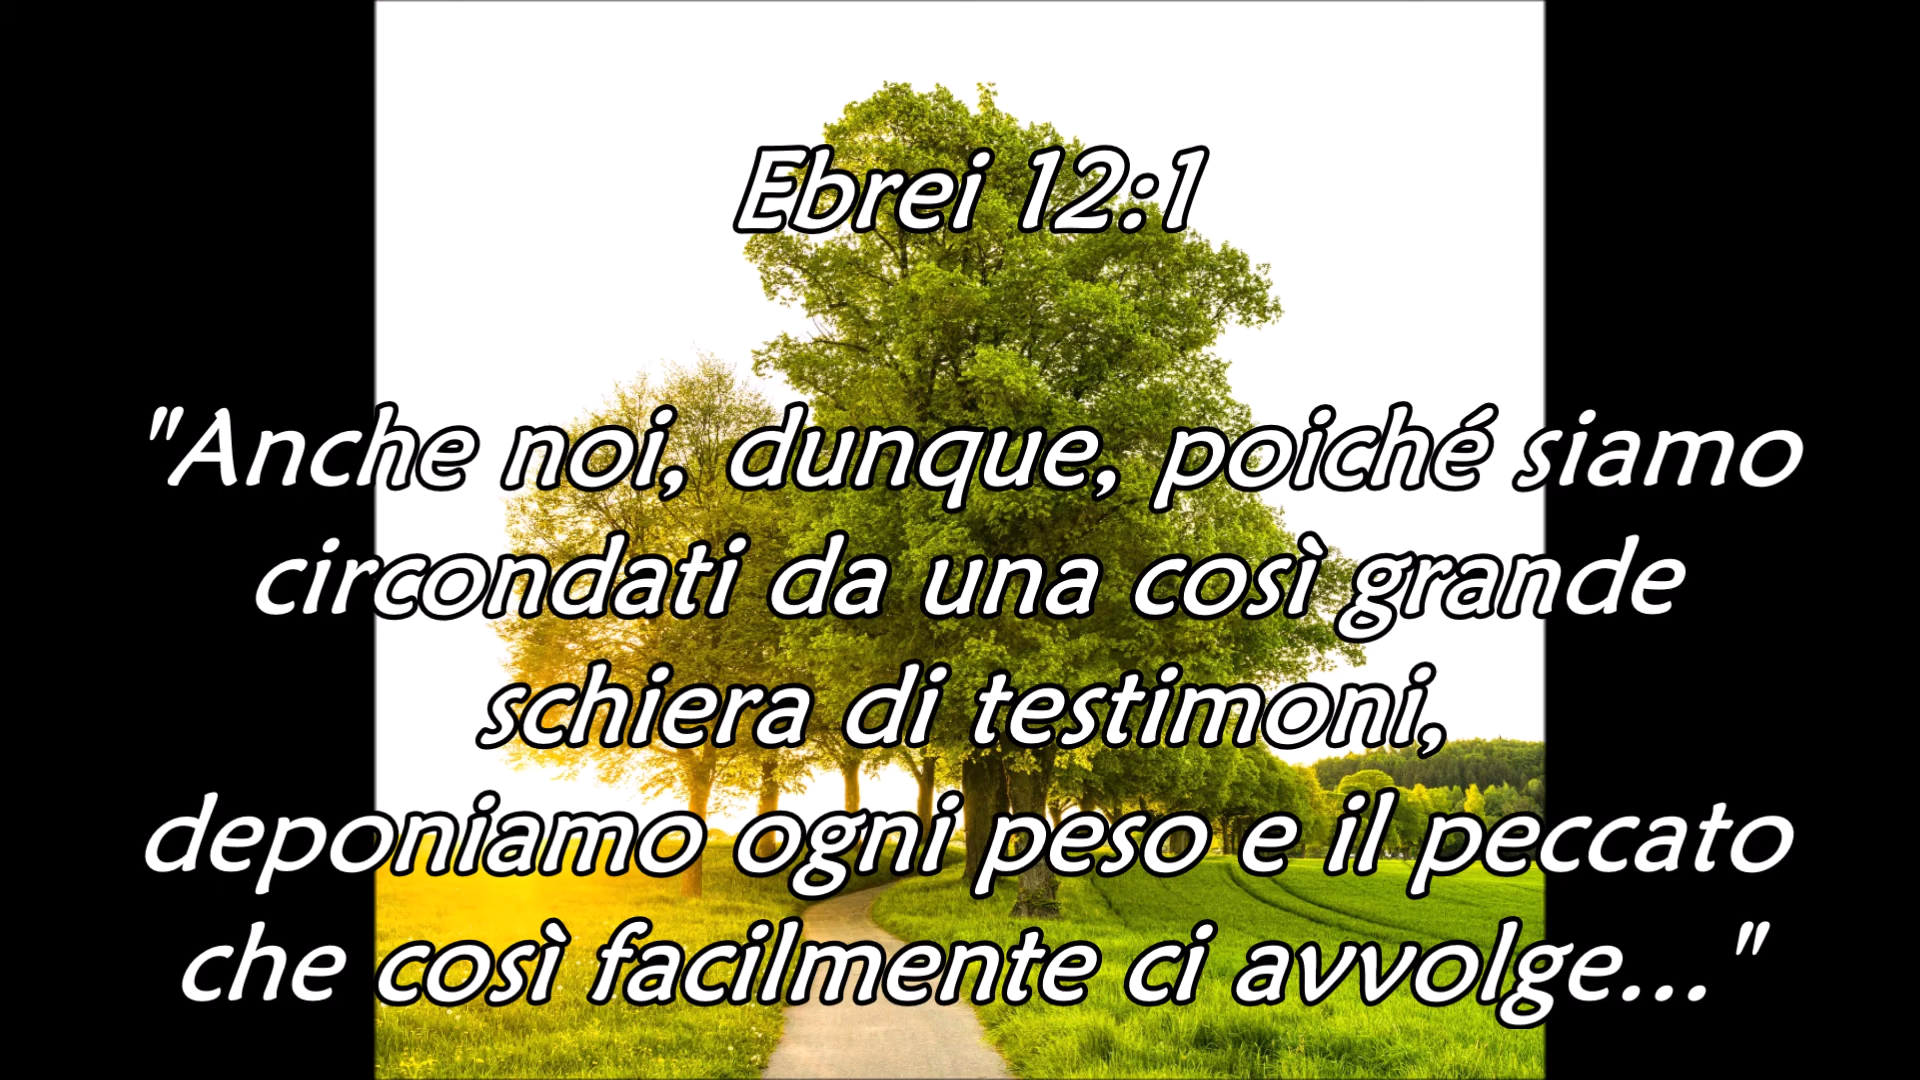 Ebrei 12:1
"Anche noi, dunque, poiché siamo
circondati da una così grande
schiera di testimoni,
deponiamo ogni peso e il peccato
che così facilmente ci avvolge..."